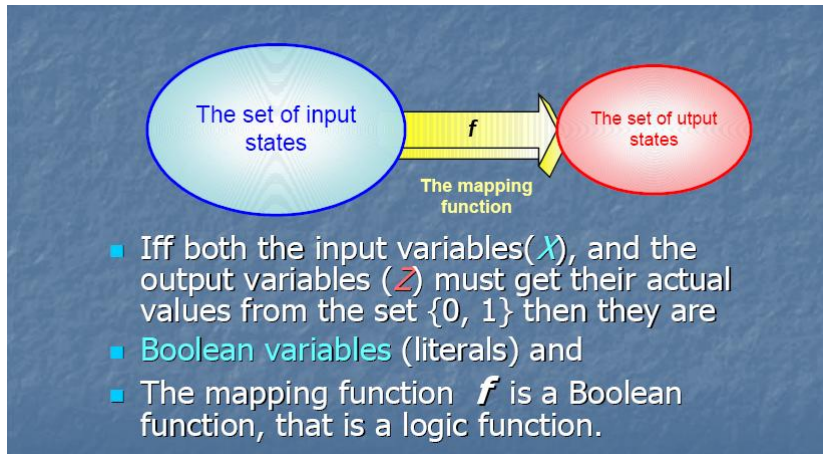 The set of input
states
f
The set of utput
states
The mapping
function
Iff both the input variables(X), and the
output variables (Z) must get their actual
values from the set {0, 1} then they are
Boolean variables (literals) and
The mapping function f is a Boolean
function, that is a logic function.